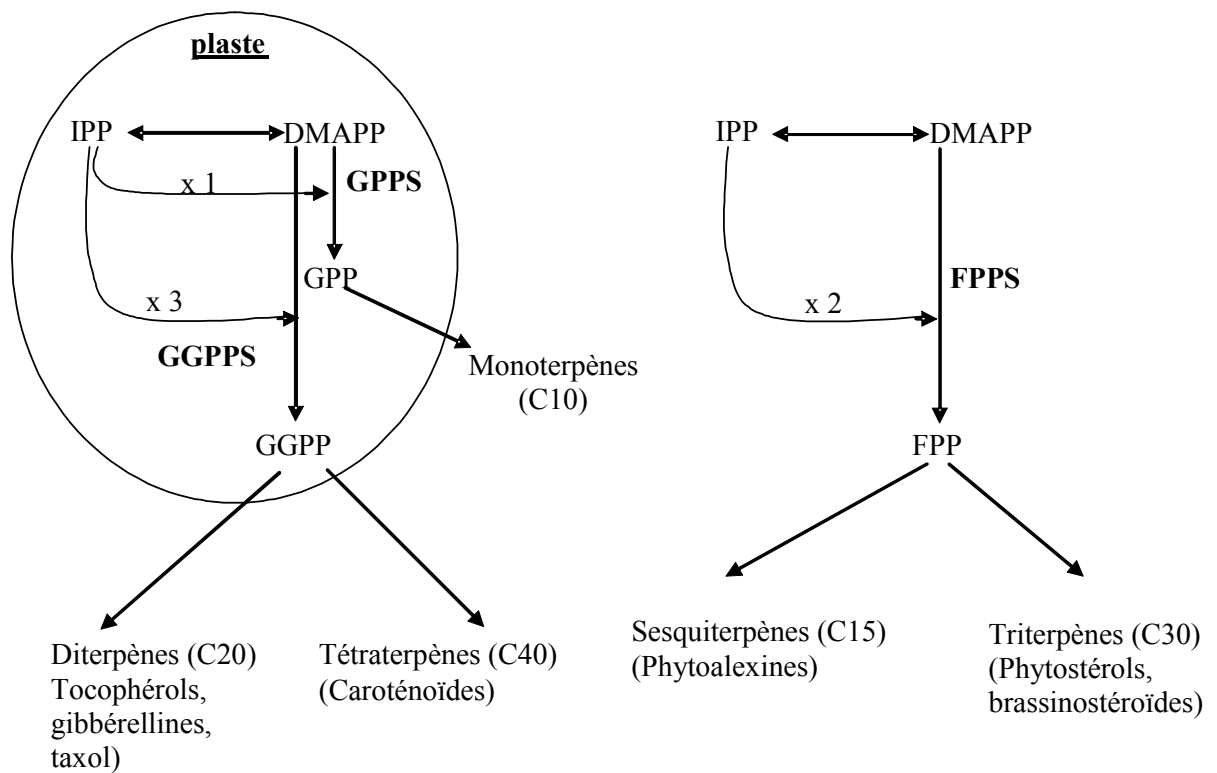 plaste
IPP
DMAPP
x 1
GPPS
GPP
x 3
GGPPS
Monoterpènes
(C10)
GGPP
Diterpènes (C20)
Tocophérols,
gibbérellines,
taxol)
Tétraterpènes (C40)
(Caroténoïdes)
IPP
DMAPP
FPPS
x 2
FPP
Sesquiterpènes (C15)
(Phytoalexines)
Triterpènes (C30)
(Phytostérols,
brassinostéroïdes)